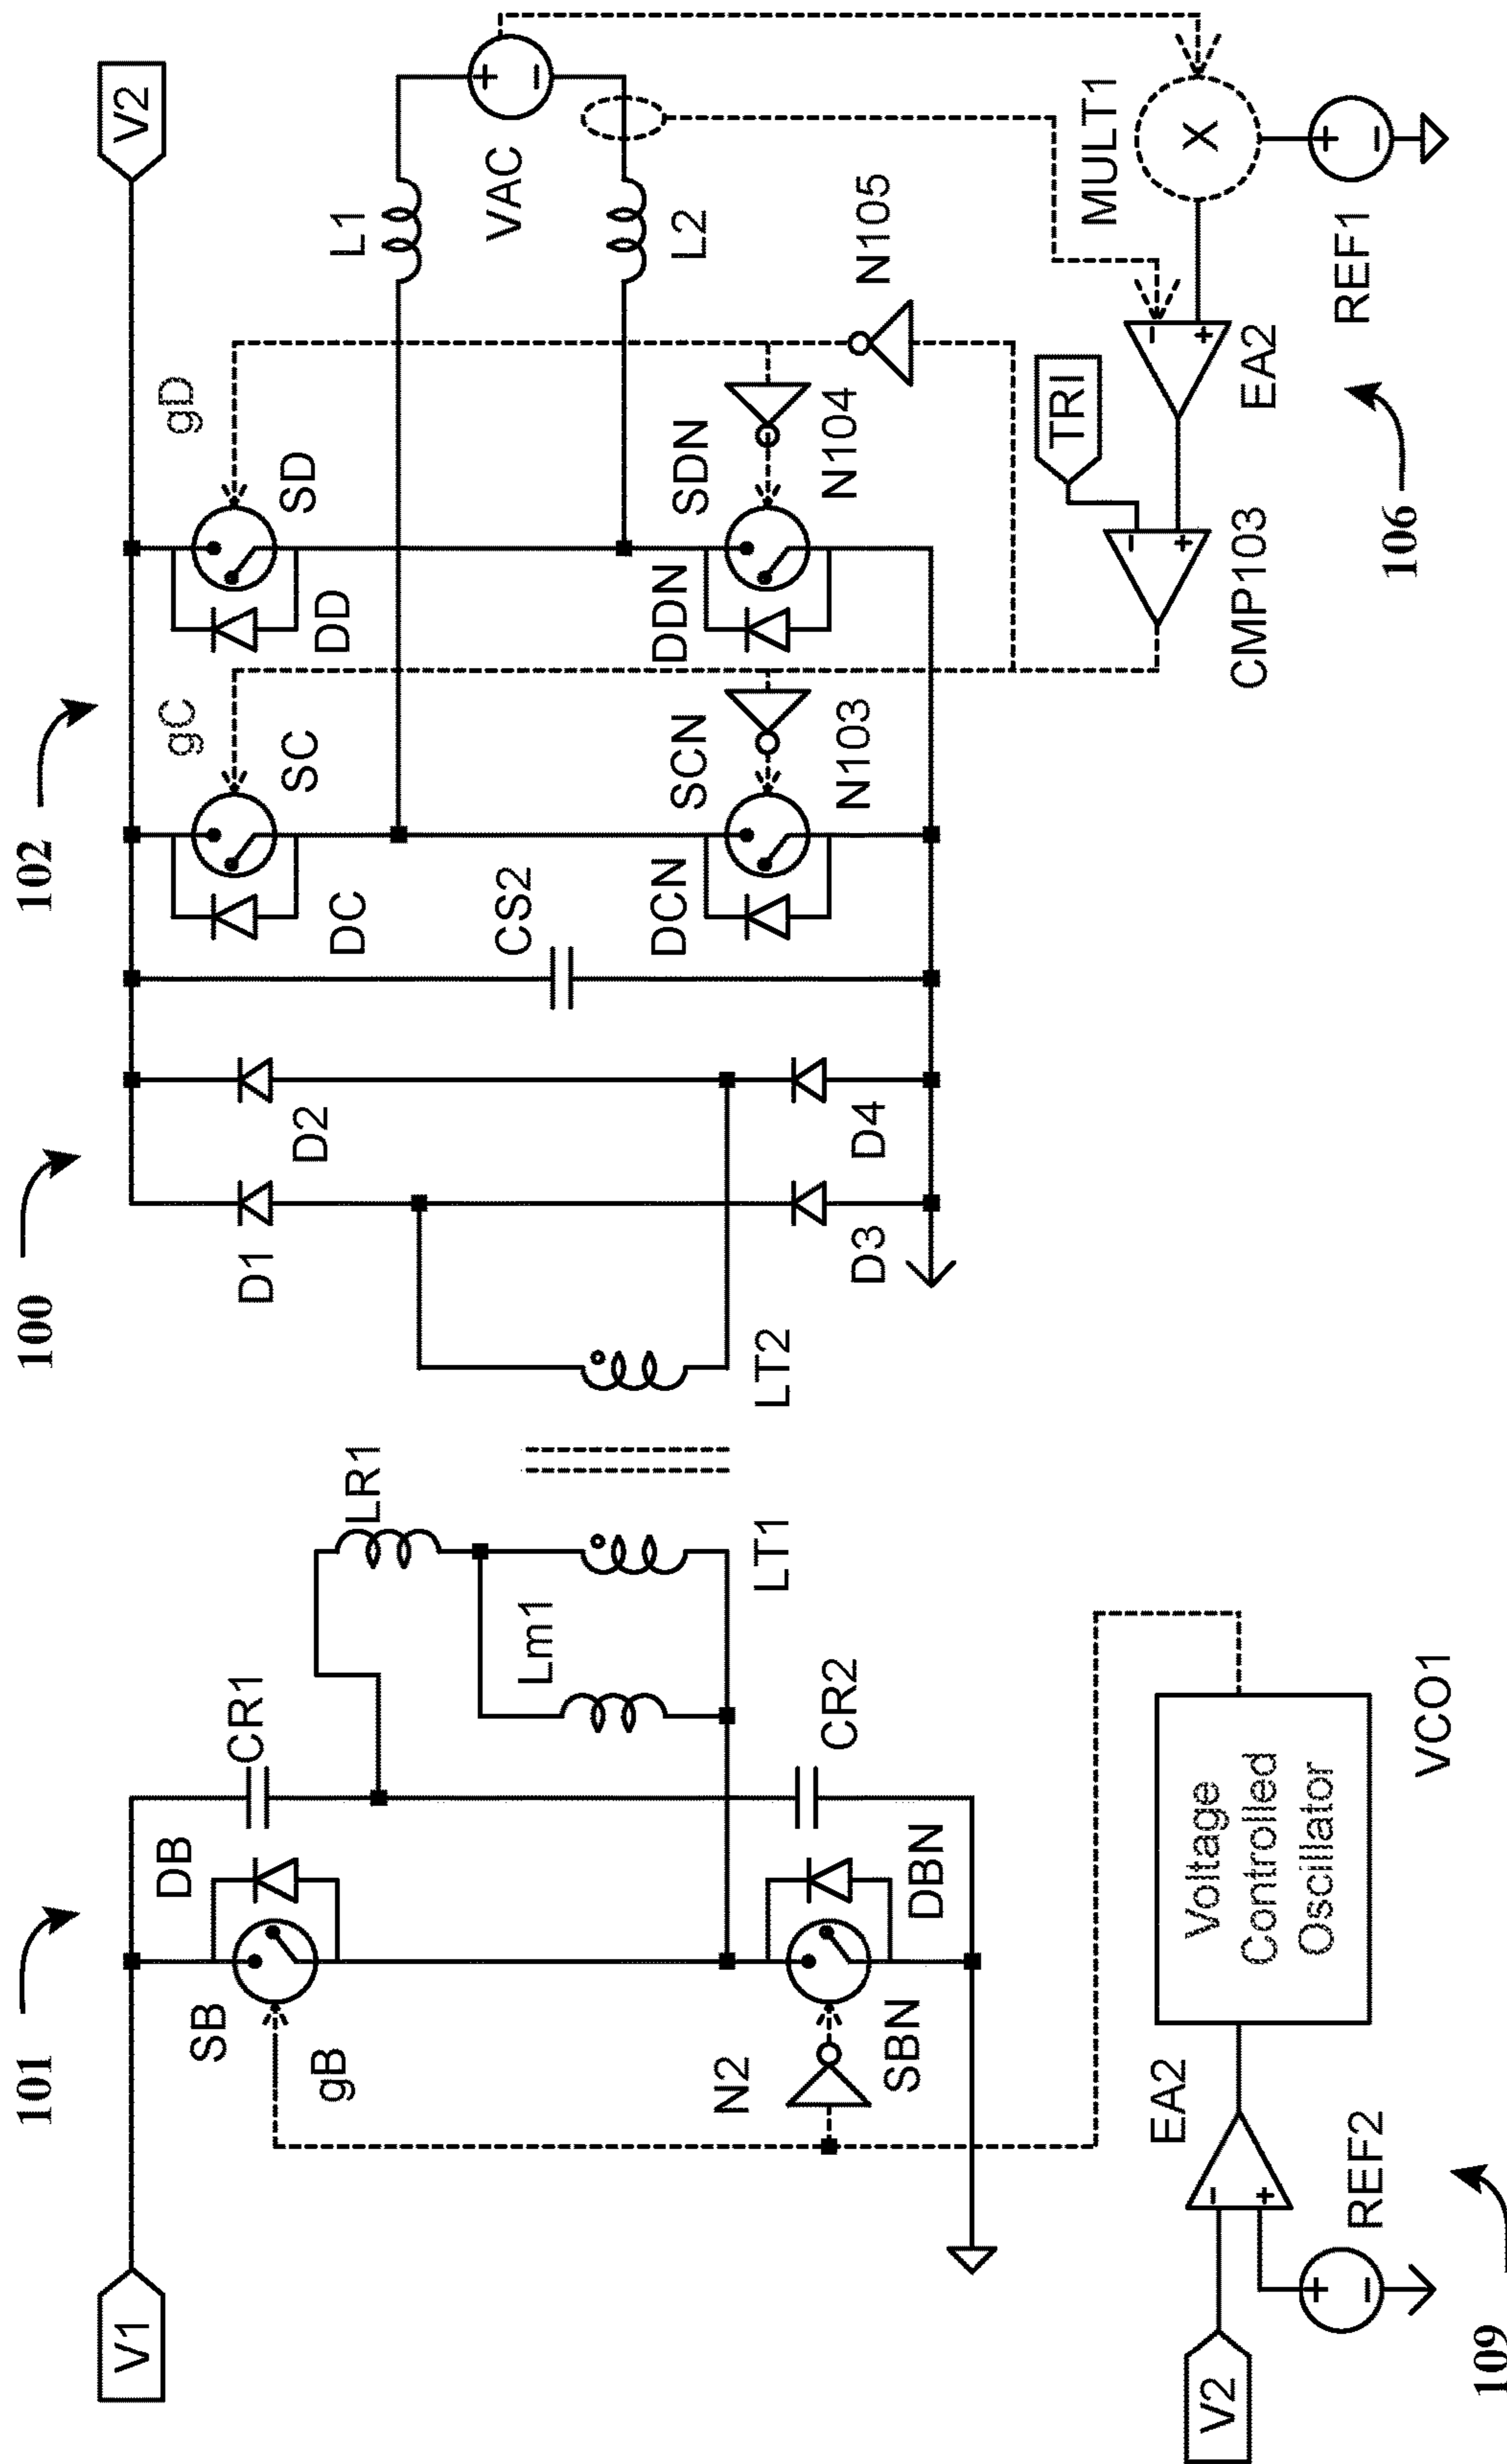 101
100
102
V1
V2
DB
CR1
LR1
SB
gB
Lm1
LT1
LT2
N2
SBN
DBN
CR2
D1
D2
D3
D4
DC
SC
gC
CS2
DCN
SCN
N103
DD
SD
gD
DDN
SDN
N104
L1
VAC
+
−
L2
N105
V2
−
+
EA2
REF2
+
−
Voltage
Controlled
Oscillator
VCO1
109
TRI
−
+
CMP103
−
+
EA2
MULT1
X
REF1
+
−
106